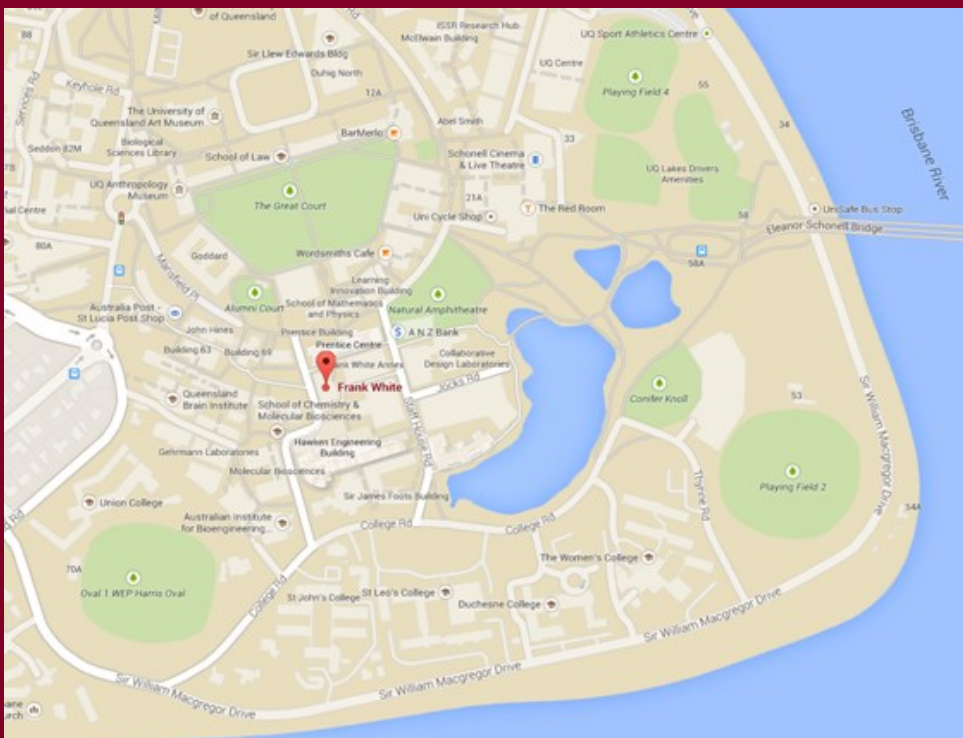 of Queensland
ISSR Research Hub
McElwain Building
UQ Sport Athletics Centre
Sir Llew Edwards Bldg
Duhig North
UQ Centre
88
Keyhole Rd
Services Rd
12A
Playing Field 4
55
The University of
Queensland Art Museum
Abel Smith
34
Brisbane River
Seddon 82M
Biological
Sciences Library
BarMerlo
33
School of Law
Schonell Cinema
& Live Theatre
UQ Anthropology
Museum
UQ Lakes Drivers
Amenities
The Great Court
21A
Uni Cycle Shop
The Red Room
58
UniSafe Bus Stop
Eleanor Schonell Bridge
80A
Goddard
Wordsmiths Cafe
58A
Mansfield Pl
Learning
Innovation Building
Australia Post -
St Lucia Post Shop
Alumni Court
School of Mathematics
and Physics
Natural Amphitheatre
John Hines
Prentice Building
Prentice Centre
$ A N Z Bank
Building 63
Building 69
Frank White Annex
Collaborative
Design Laboratories
Frank White
Jocks Rd
Queensland
Brain Institute
School of Chemistry &
Molecular Biosciences
Staff House Rd
Conifer Knoll
53
Sir William Macgregor Drive
Gehrmann Laboratories
Hawken Engineering
Building
Molecular Biosciences
Thynne Rd
Playing Field 2
Union College
Sir James Foots Building
54A
Australian Institute
for Bioengineering...
College Rd
College Rd
70A
The Women's College
Oval 1 WEP Harris Oval
College Rd
St John's College
St Leo's College
Duchesne College
Sir William Macgregor Drive
Sir William Macgregor Drive
Sir William Macgregor Drive